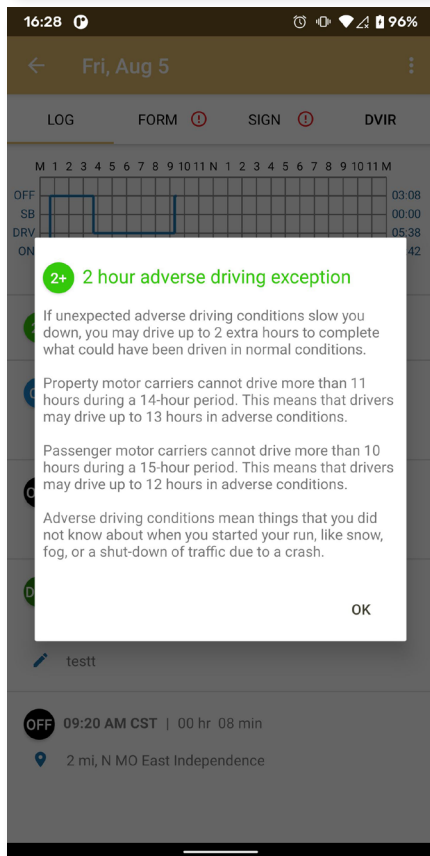 16:28 96%
Fri, Aug 5
LOG FORM SIGN DVIR
M 1 2 3 4 5 6 7 8 9 10 11 N 1 2 3 4 5 6 7 8 9 10 11 M
OFF 03:08
SB 00:00
DRV 05:38
ON 42
2+ 2 hour adverse driving exception
If unexpected adverse driving conditions slow you
down, you may drive up to 2 extra hours to complete
what could have been driven in normal conditions.
Property motor carriers cannot drive more than 11
hours during a 14-hour period. This means that drivers
may drive up to 13 hours in adverse conditions.
Passenger motor carriers cannot drive more than 10
hours during a 15-hour period. This means that drivers
may drive up to 12 hours in adverse conditions.
Adverse driving conditions mean things that you did
not know about when you started your run, like snow,
fog, or a shut-down of traffic due to a crash.
OK
testt
OFF 09:20 AM CST | 00 hr 08 min
2 mi, N MO East Independence